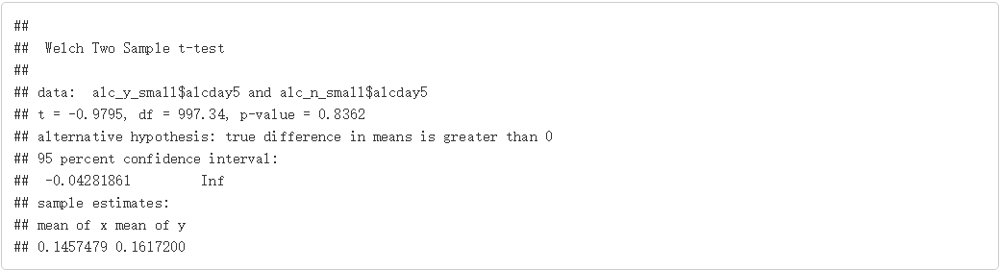 ##
##  Welch Two Sample t-test
##
## data:  alc_y_small$alcday5 and alc_n_small$alcday5
## t = -0.9795, df = 997.34, p-value = 0.8362
## alternative hypothesis: true difference in means is greater than 0
## 95 percent confidence interval:
##  -0.04281861         Inf
## sample estimates:
## mean of x mean of y
## 0.1457479 0.1617200